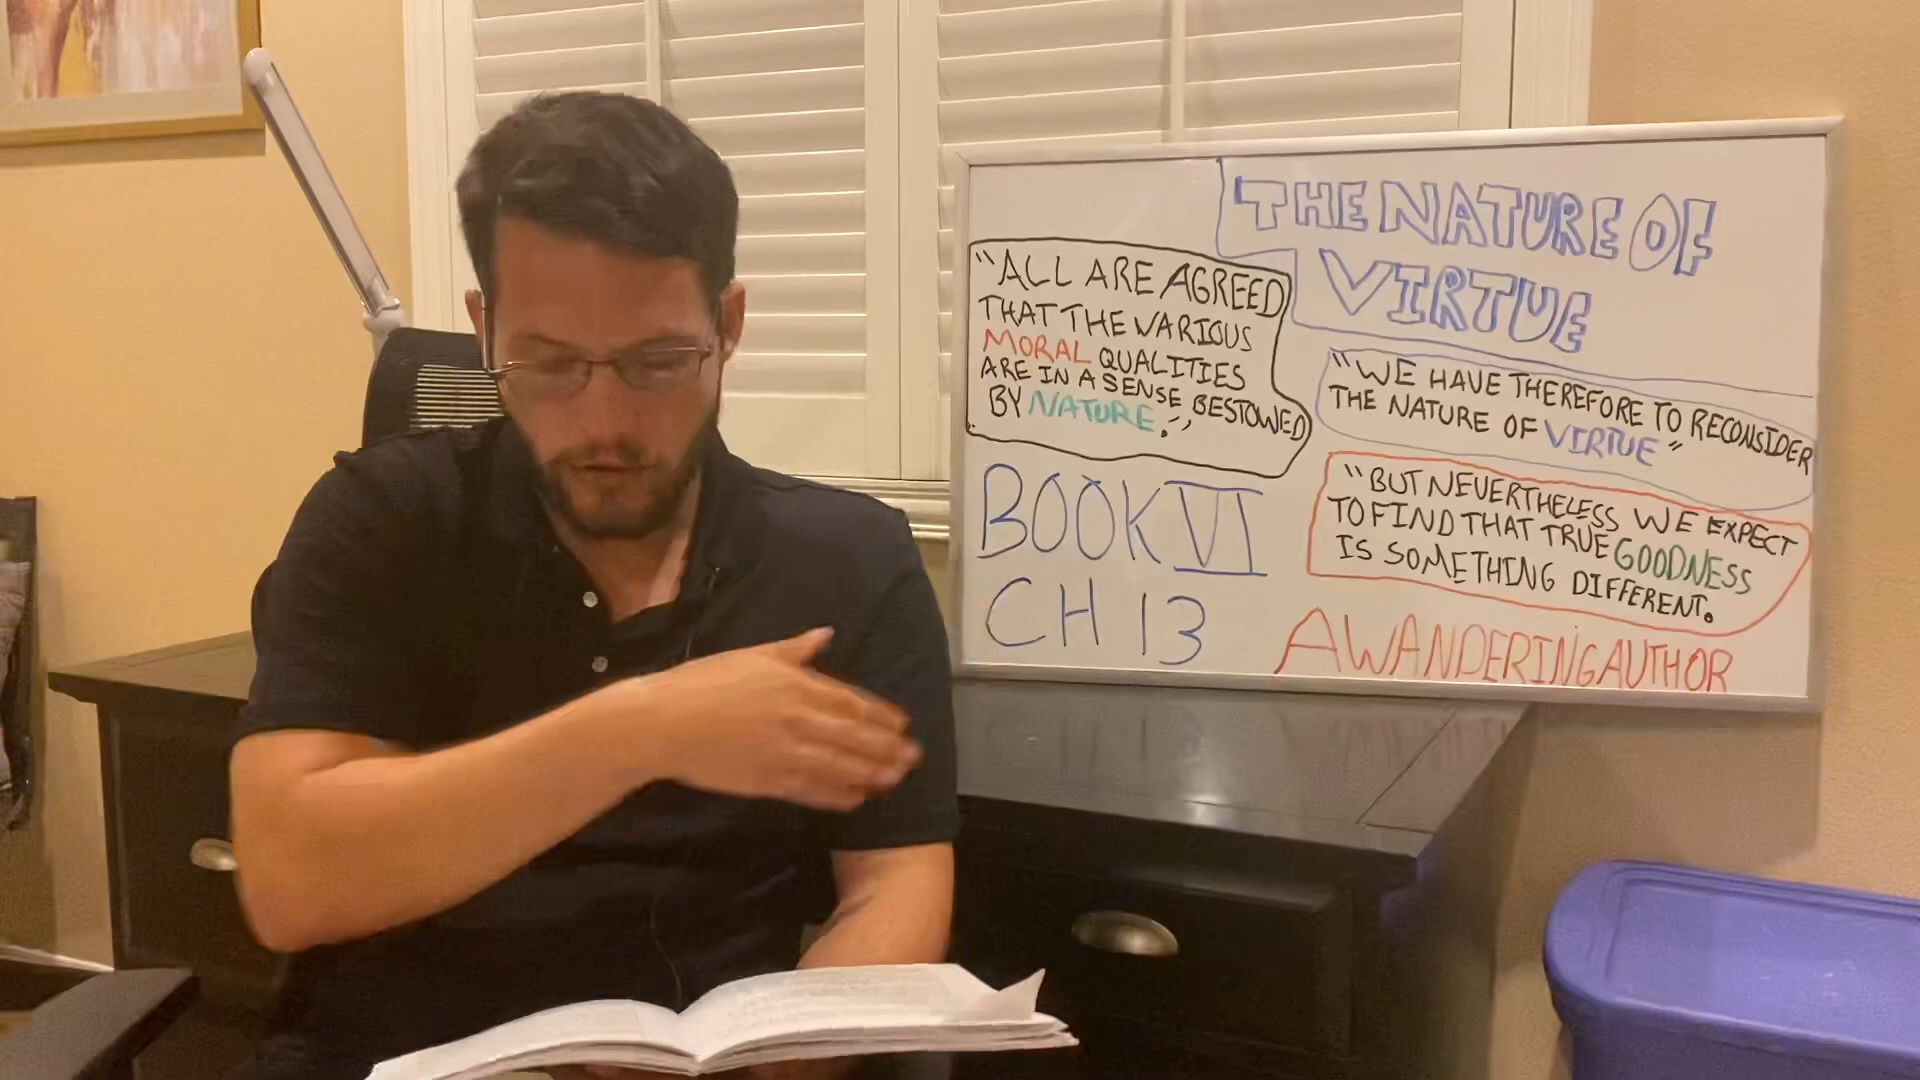 THE NATURE OF
VIRTUE
"ALL ARE AGREED
THAT THE VARIOUS
MORAL QUALITIES
ARE IN A SENSE BESTOWED
BY NATURE."
"WE HAVE THEREFORE TO RECONSIDER
THE NATURE OF VIRTUE"
"BUT NEVERTHELESS WE EXPECT
TO FIND THAT TRUE GOODNESS
IS SOMETHING DIFFERENT.
BOOK VI
CH 13
AWANDERINGAUTHOR